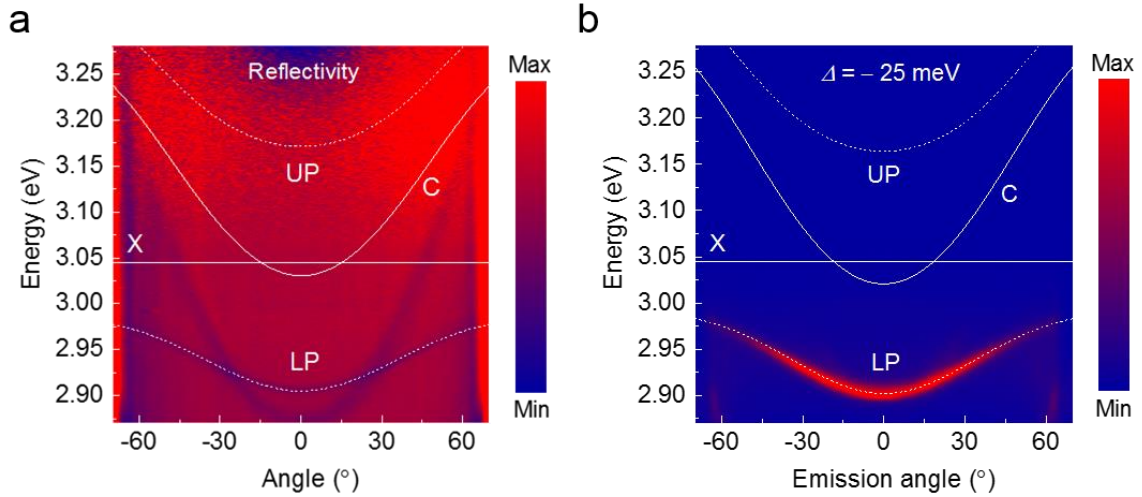 a
Reflectivity
UP
C
X
LP
3.25
3.20
3.15
3.10
3.05
3.00
2.95
2.90
Energy (eV)
-60
-30
0
30
60
Angle (°)
Max
Min
b
Δ = – 25 meV
UP
C
X
LP
3.25
3.20
3.15
3.10
3.05
3.00
2.95
2.90
Energy (eV)
-60
-30
0
30
60
Emission angle (°)
Max
Min